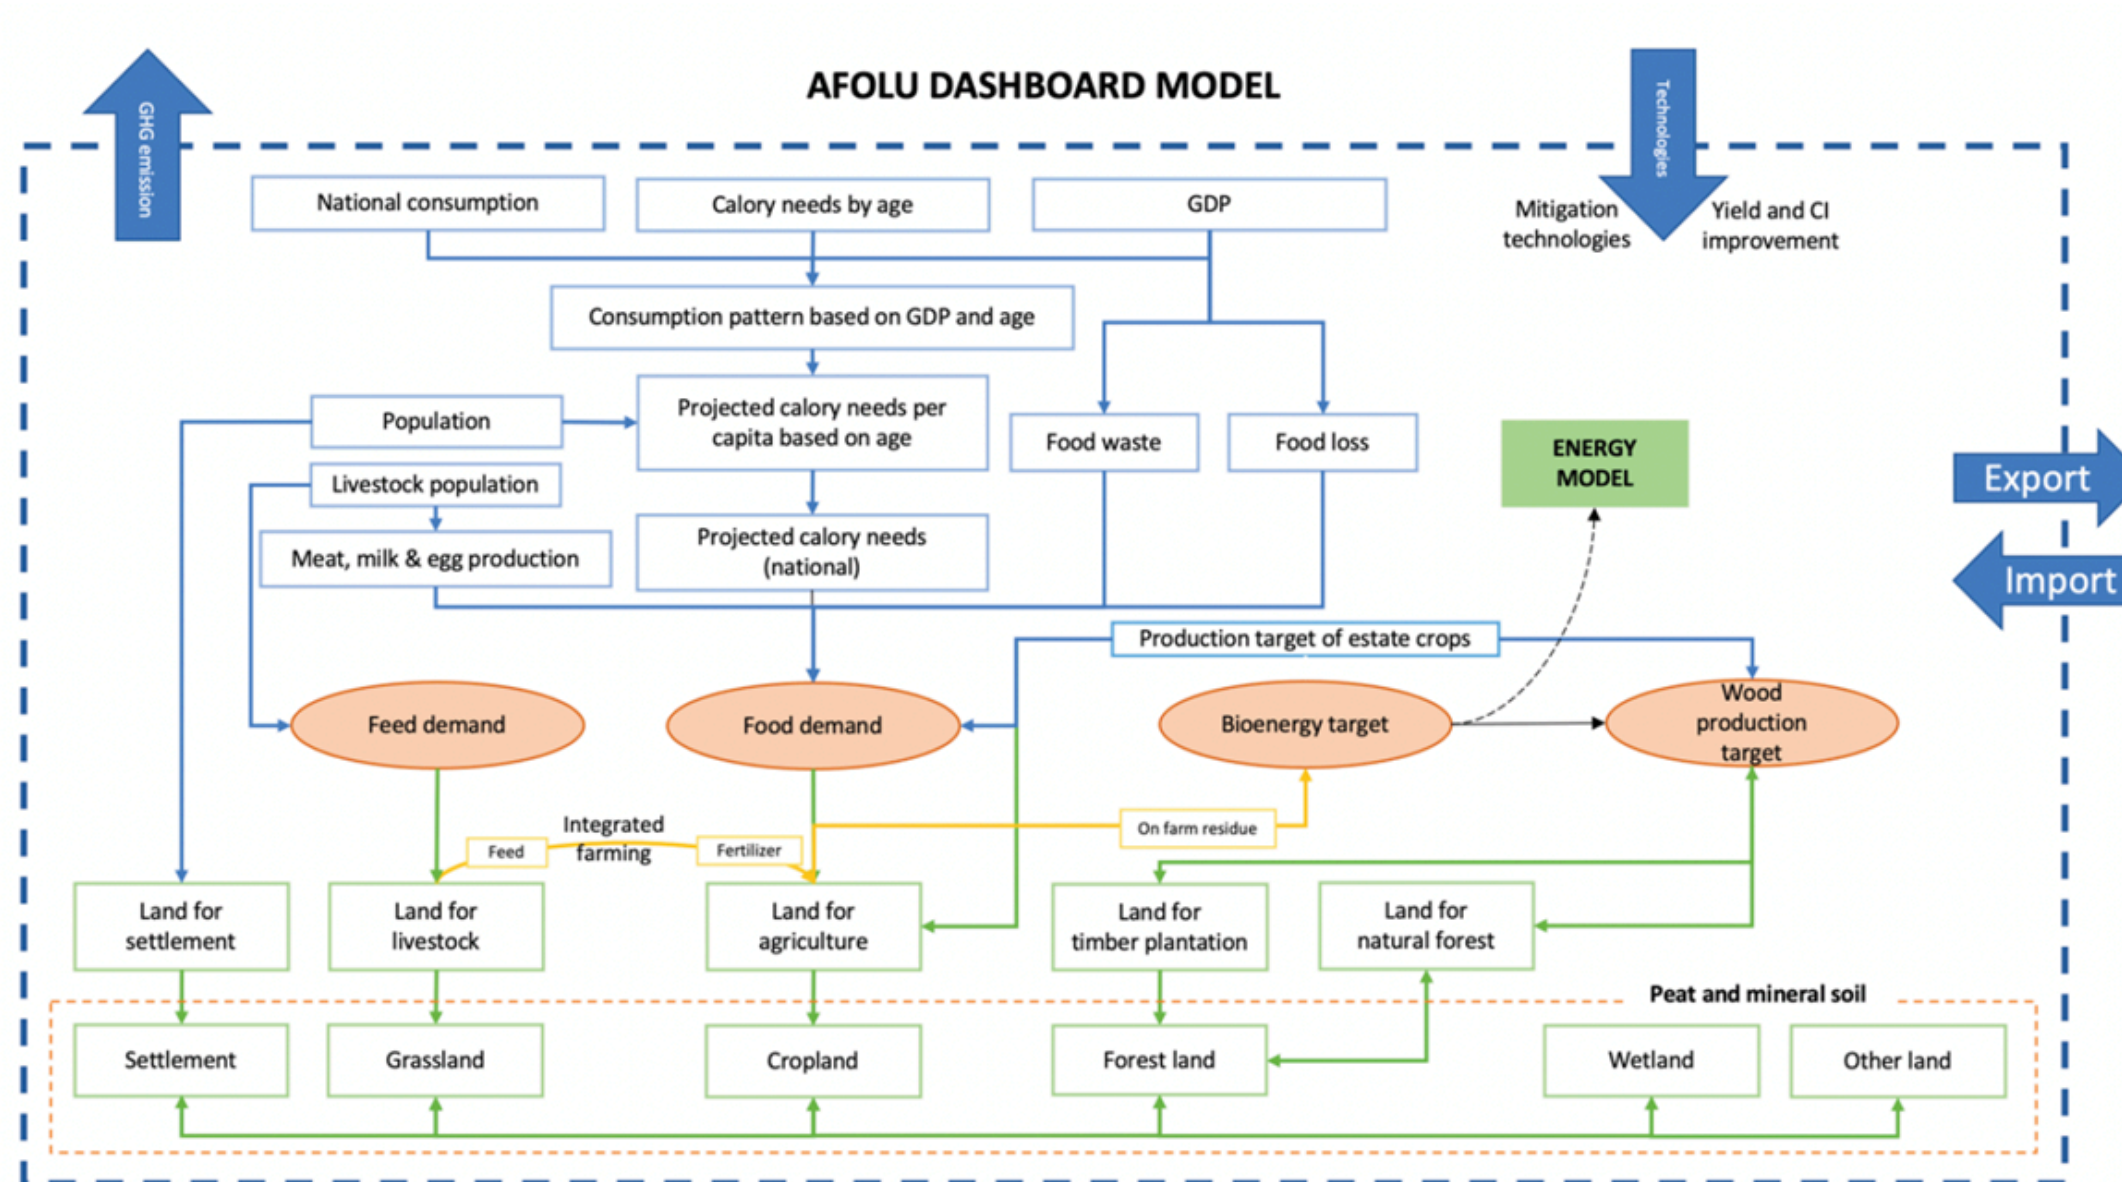 AFOLU DASHBOARD MODEL
GHG emission
Technologies
National consumption
Calory needs by age
GDP
Mitigation
technologies
Yield and CI
improvement
Consumption pattern based on GDP and age
Population
Projected calory needs per
capita based on age
Food waste
Food loss
ENERGY
MODEL
Livestock population
Export
Meat, milk & egg production
Projected calory needs
(national)
Import
Production target of estate crops
Feed demand
Food demand
Bioenergy target
Wood
production
target
Integrated
farming
Feed
Fertilizer
On farm residue
Land for
settlement
Land for
livestock
Land for
agriculture
Land for
timber plantation
Land for
natural forest
Peat and mineral soil
Settlement
Grassland
Cropland
Forest land
Wetland
Other land